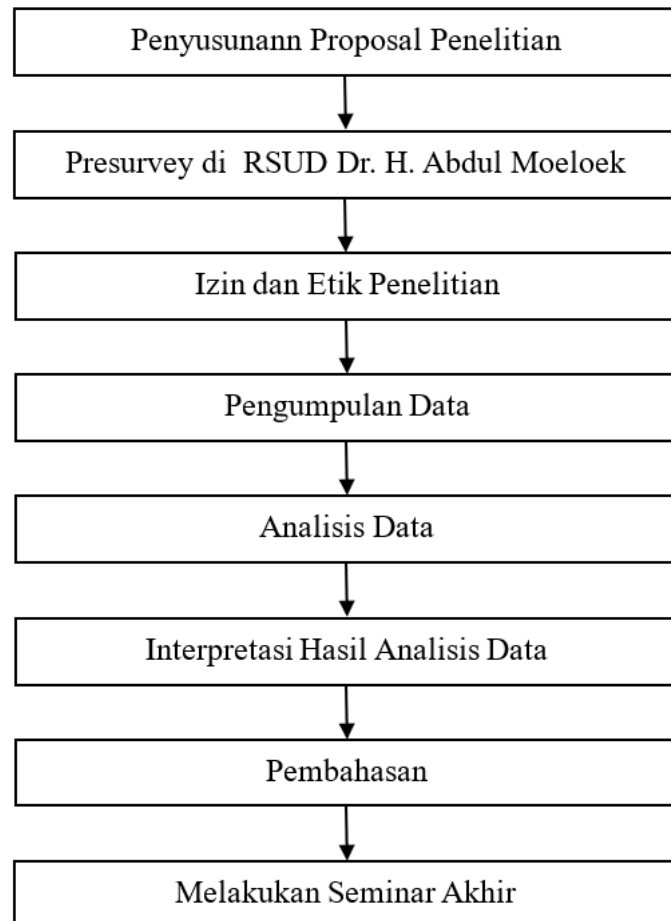 Penyusunann Proposal Penelitian
Presurvey di RSUD Dr. H. Abdul Moeloek
Izin dan Etik Penelitian
Pengumpulan Data
Analisis Data
Interpretasi Hasil Analisis Data
Pembahasan
Melakukan Seminar Akhir